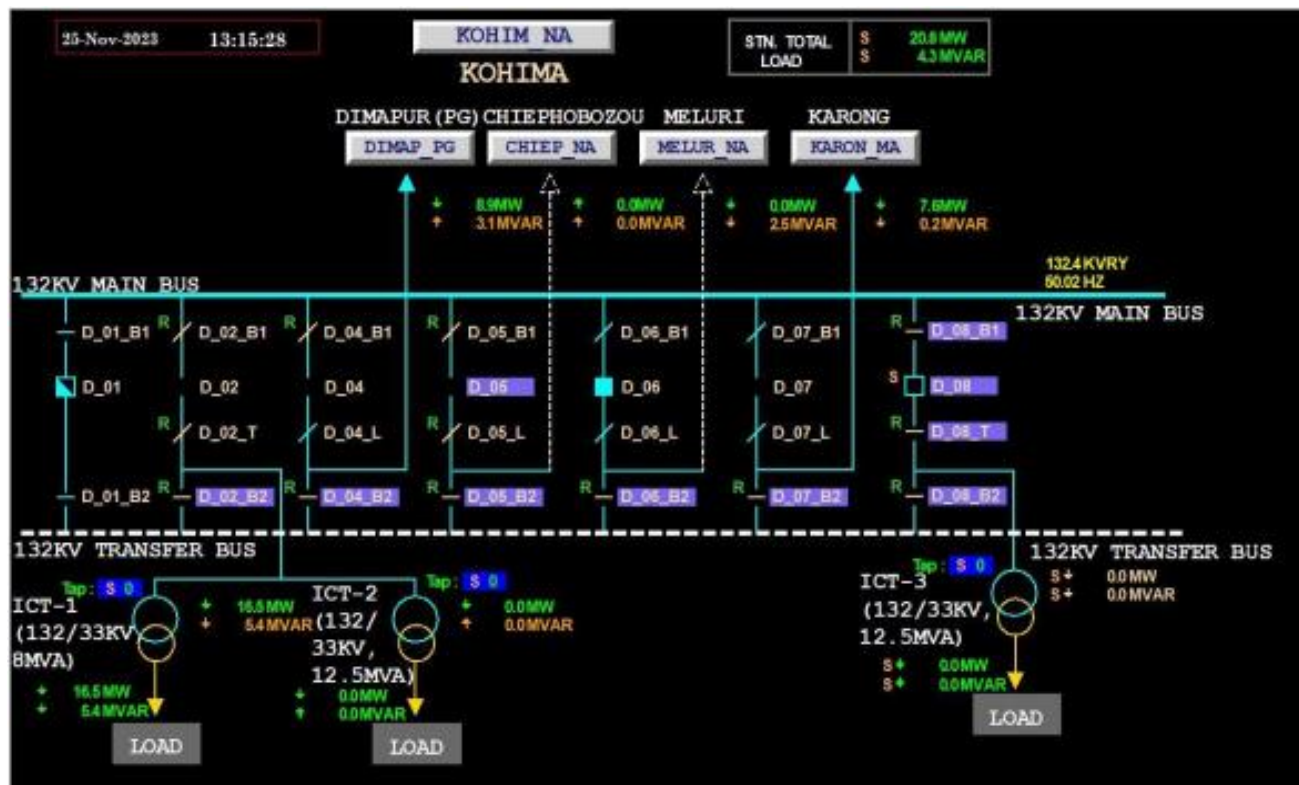 25-Nov-2023 13:15:28
KOHIM_NA
KOHIMA
STN. TOTAL LOAD
S 20.8 MW
S 4.3 MVAR
DIMAPUR (PG) CHIEPHOBOZOU MELURI KARONG
DIMAP_PG CHIEP_NA MELUR_NA KARON_MA
8.9MW 0.0MW 0.0MW 7.6MW
3.1MVAR 0.0MVAR 2.5MVAR 0.2MVAR
132.4 KVRY
50.02 HZ
132KV MAIN BUS
132KV MAIN BUS
D_01_B1 R D_02_B1 R D_04_B1 R D_05_B1 D_06_B1 D_07_B1 R D_08_B1
D_01 D_02 D_04 D_05 D_06 D_07 S D_08
R D_02_T D_04_L R D_05_L D_06_L D_07_L R D_08_T
D_01_B2 R D_02_B2 R D_04_B2 R D_05_B2 R D_06_B2 R D_07_B2 R D_08_B2
132KV TRANSFER BUS
132KV TRANSFER BUS
Tap: S 0
ICT-1
(132/33KV,
8MVA)
16.5MW
5.4MVAR
16.5MW
5.4MVAR
LOAD
Tap: S 0
ICT-2
(132/
33KV,
12.5MVA)
0.0MW
0.0MVAR
0.0MW
0.0MVAR
LOAD
Tap: S 0
ICT-3
(132/33KV,
12.5MVA)
S 0.0MW
S 0.0MVAR
S 0.0MW
S 0.0MVAR
LOAD